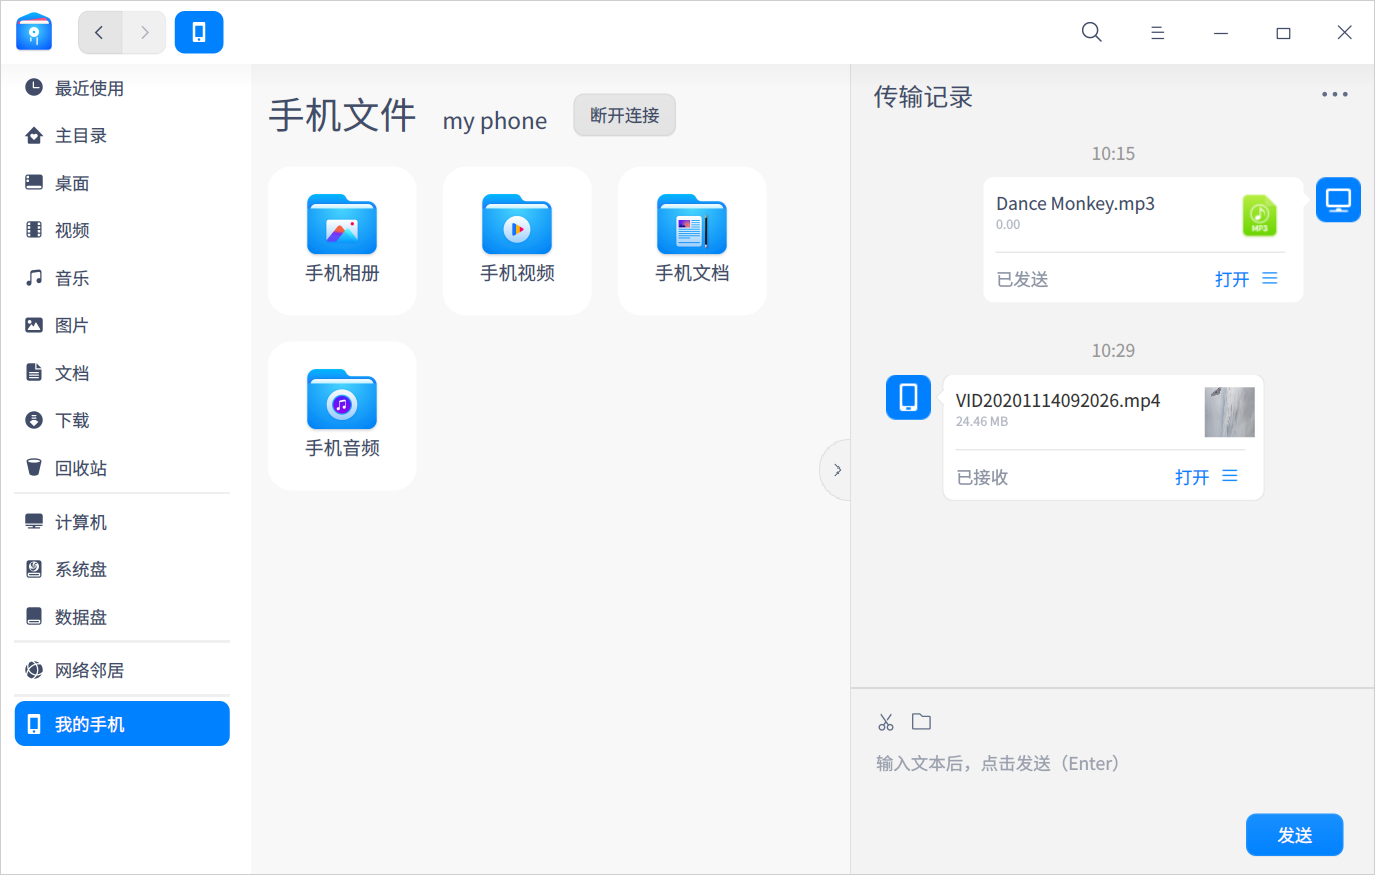 最近使用
主目录
桌面
视频
音乐
图片
文档
下载
回收站
计算机
系统盘
数据盘
网络邻居
我的手机
手机文件 my phone 断开连接
手机相册 手机视频 手机文档
手机音频
传输记录
10:15
Dance Monkey.mp3
0.00
MP3
已发送 打开
10:29
VID20201114092026.mp4
24.46 MB
已接收 打开
输入文本后，点击发送（Enter）
发送